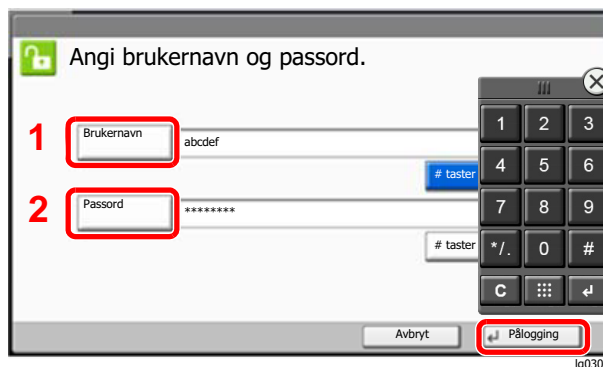 Angi brukernavn og passord.
1 Brukernavn abcdef
# taster
2 Passord ********
# taster
1 2 3
4 5 6
7 8 9
*/. 0 #
C
Avbryt Pålogging
lg030